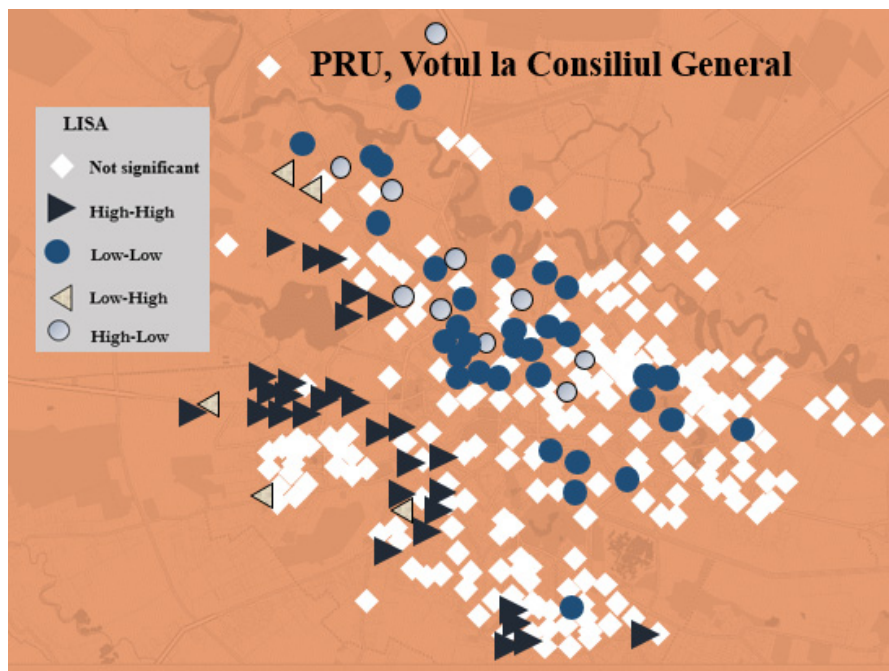 PRU, Votul la Consiliul General
LISA
Not significant
High-High
Low-Low
Low-High
High-Low